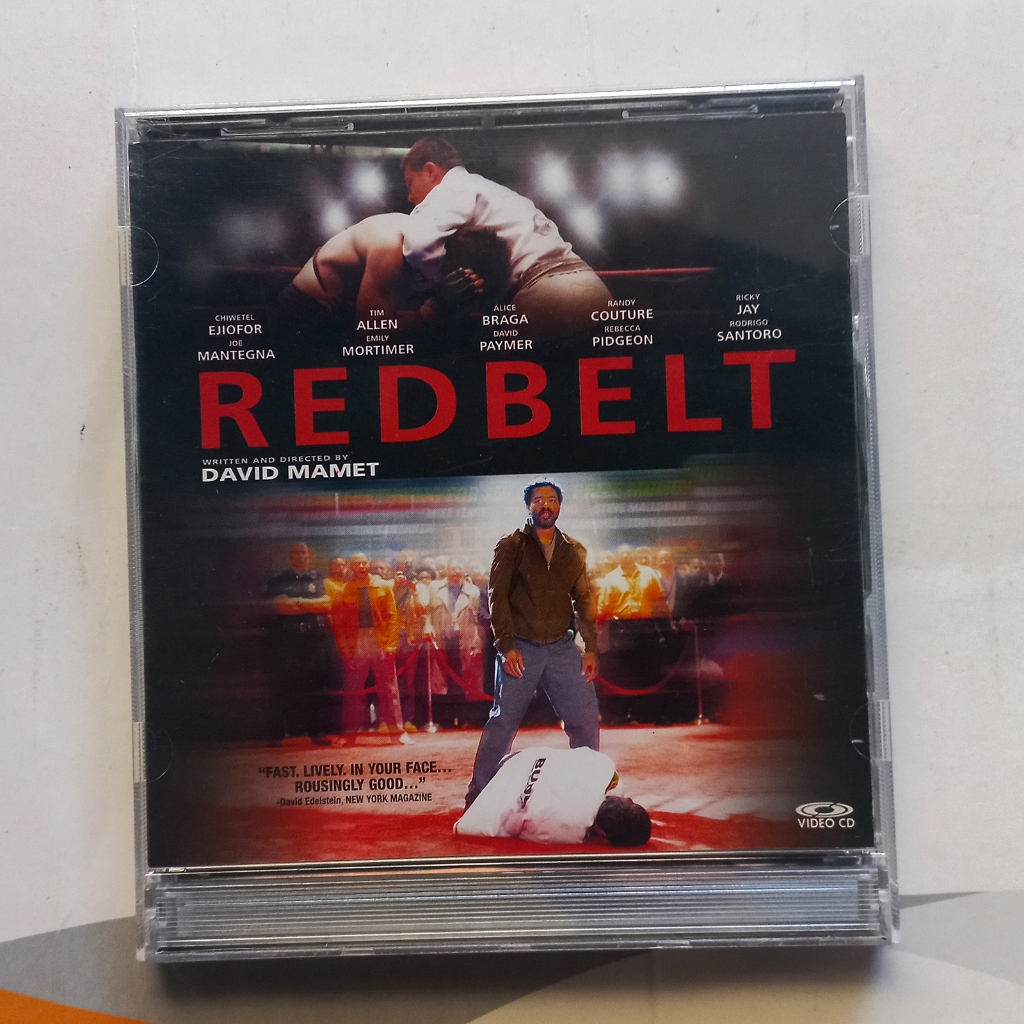 CHIWETEL
EJIOFOR
JOE
MANTEGNA
TIM
ALLEN
EMILY
MORTIMER
ALICE
BRAGA
DAVID
PAYMER
RANDY
COUTURE
REBECCA
PIDGEON
RICKY
JAY
RODRIGO
SANTORO
REDBELT
WRITTEN AND DIRECTED BY
DAVID MAMET
“FAST. LIVELY. IN YOUR FACE...
ROUSINGLY GOOD...”
-David Edelstein, NEW YORK MAGAZINE
VIDEO CD